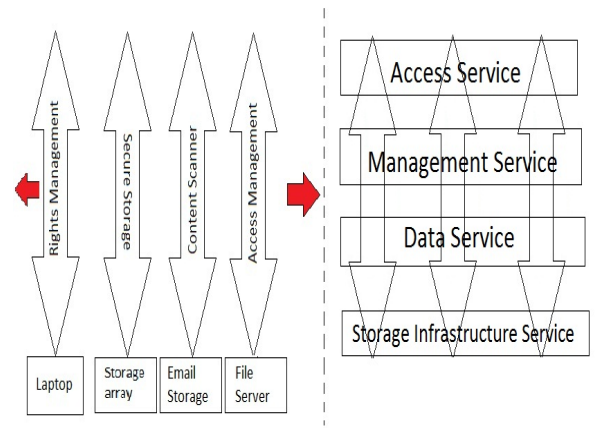 Rights Management
Secure Storage
Content Scanner
Access Management
Laptop
Storage
array
Email
Storage
File
Server
Access Service
Management Service
Data Service
Storage Infrastructure Service